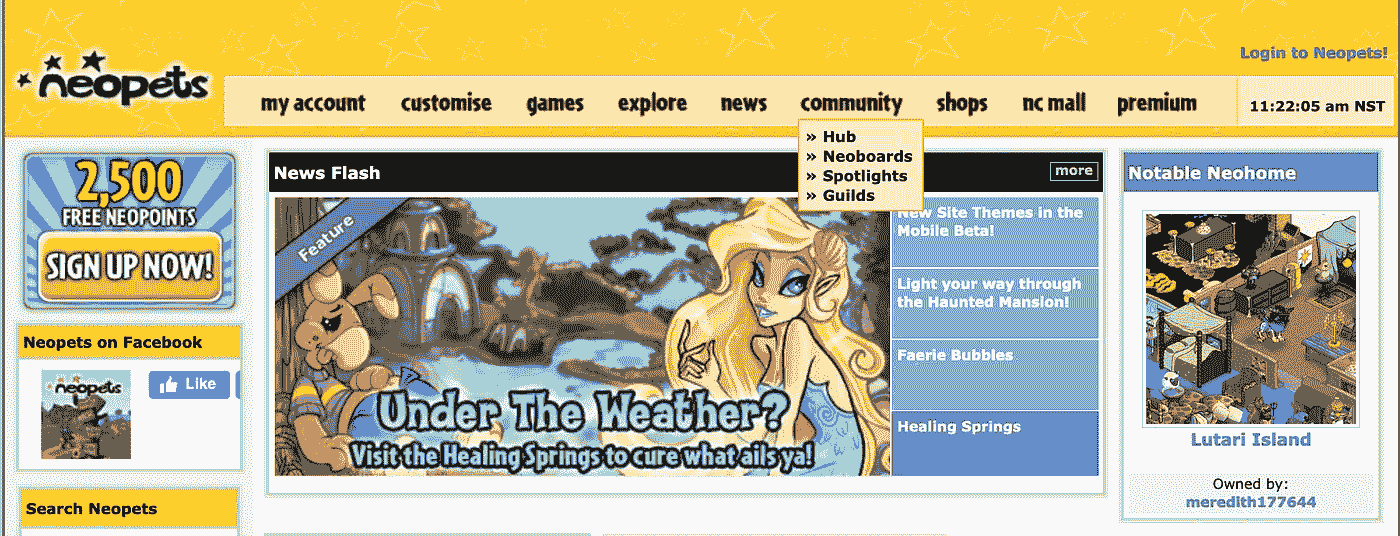 Login to Neopets!
neopets
my account customise games explore news community shops nc mall premium
11:22:05 am NST
» Hub
» Neoboards
» Spotlights
» Guilds
2,500
FREE NEOPOINTS
SIGN UP NOW!
Neopets on Facebook
neopets
Like
Search Neopets
News Flash
more
Feature
Under The Weather?
Visit the Healing Springs to cure what ails ya!
New Site Themes in the
Mobile Beta!
Light your way through
the Haunted Mansion!
Faerie Bubbles
Healing Springs
Notable Neohome
Lutari Island
Owned by:
meredith177644